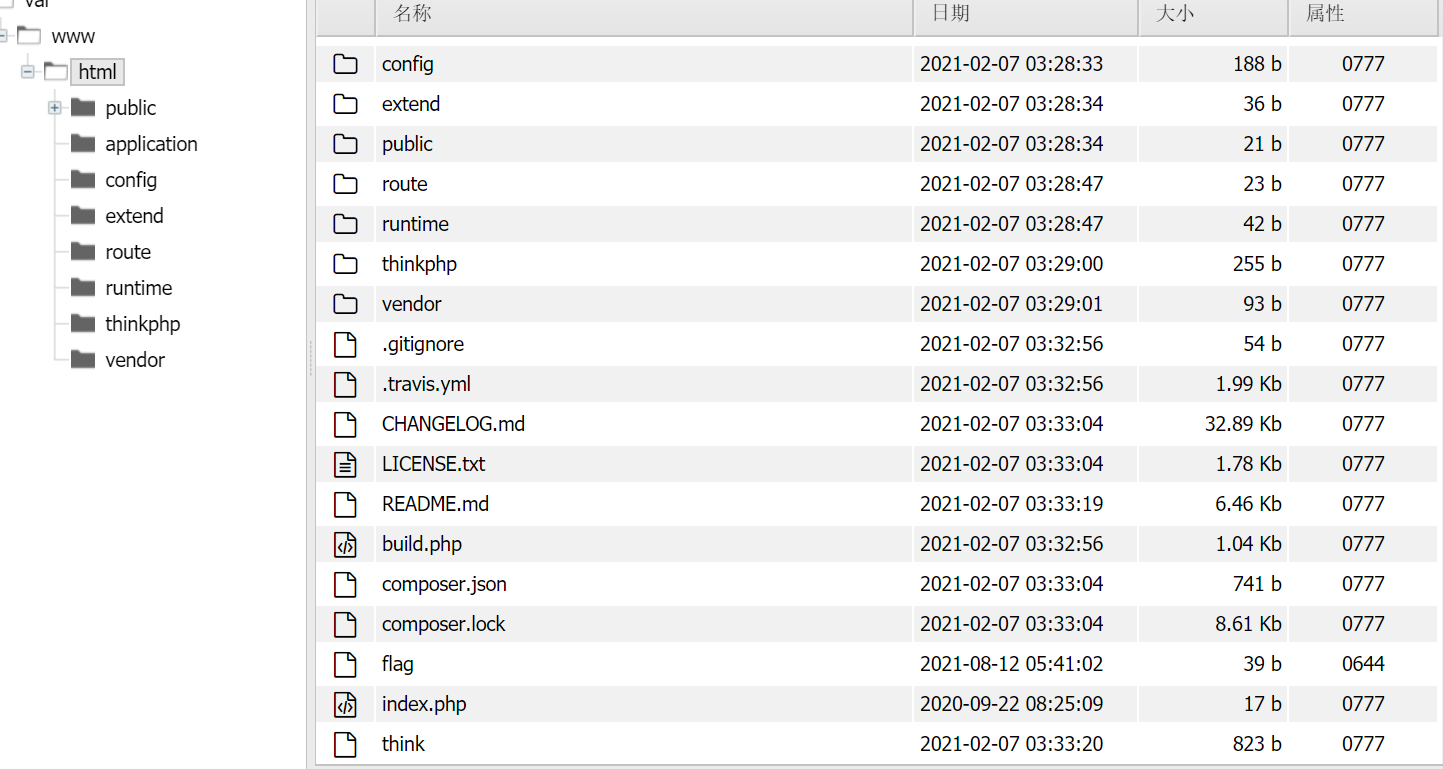 var
www
html
public
application
config
extend
route
runtime
thinkphp
vendor
名称 日期 大小 属性
config 2021-02-07 03:28:33 188 b 0777
extend 2021-02-07 03:28:34 36 b 0777
public 2021-02-07 03:28:34 21 b 0777
route 2021-02-07 03:28:47 23 b 0777
runtime 2021-02-07 03:28:47 42 b 0777
thinkphp 2021-02-07 03:29:00 255 b 0777
vendor 2021-02-07 03:29:01 93 b 0777
.gitignore 2021-02-07 03:32:56 54 b 0777
.travis.yml 2021-02-07 03:32:56 1.99 Kb 0777
CHANGELOG.md 2021-02-07 03:33:04 32.89 Kb 0777
LICENSE.txt 2021-02-07 03:33:04 1.78 Kb 0777
README.md 2021-02-07 03:33:19 6.46 Kb 0777
build.php 2021-02-07 03:32:56 1.04 Kb 0777
composer.json 2021-02-07 03:33:04 741 b 0777
composer.lock 2021-02-07 03:33:04 8.61 Kb 0777
flag 2021-08-12 05:41:02 39 b 0644
index.php 2020-09-22 08:25:09 17 b 0777
think 2021-02-07 03:33:20 823 b 0777